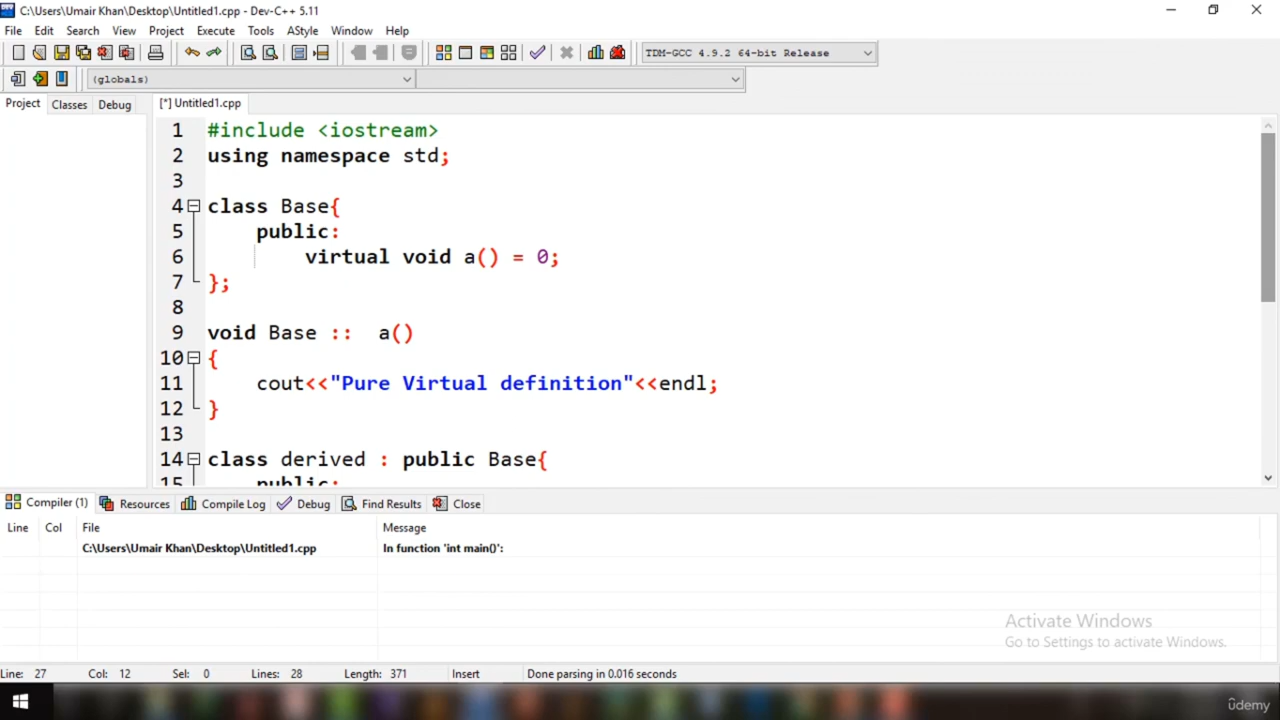 C:\Users\Umair Khan\Desktop\Untitled1.cpp - Dev-C++ 5.11
File Edit Search View Project Execute Tools AStyle Window Help
TDM-GCC 4.9.2 64-bit Release
(globals)
Project Classes Debug [*] Untitled1.cpp
1 #include <iostream>
2 using namespace std;
3
4 class Base{
5 public:
6 virtual void a() = 0;
7 };
8
9 void Base :: a()
10 {
11 cout<<"Pure Virtual definition"<<endl;
12 }
13
14 class derived : public Base{
15 public:
Compiler (1) Resources Compile Log Debug Find Results Close
Line Col File Message
C:\Users\Umair Khan\Desktop\Untitled1.cpp In function 'int main()':
Activate Windows
Go to Settings to activate Windows.
Line: 27 Col: 12 Sel: 0 Lines: 28 Length: 371 Insert Done parsing in 0.016 seconds
ûdemy